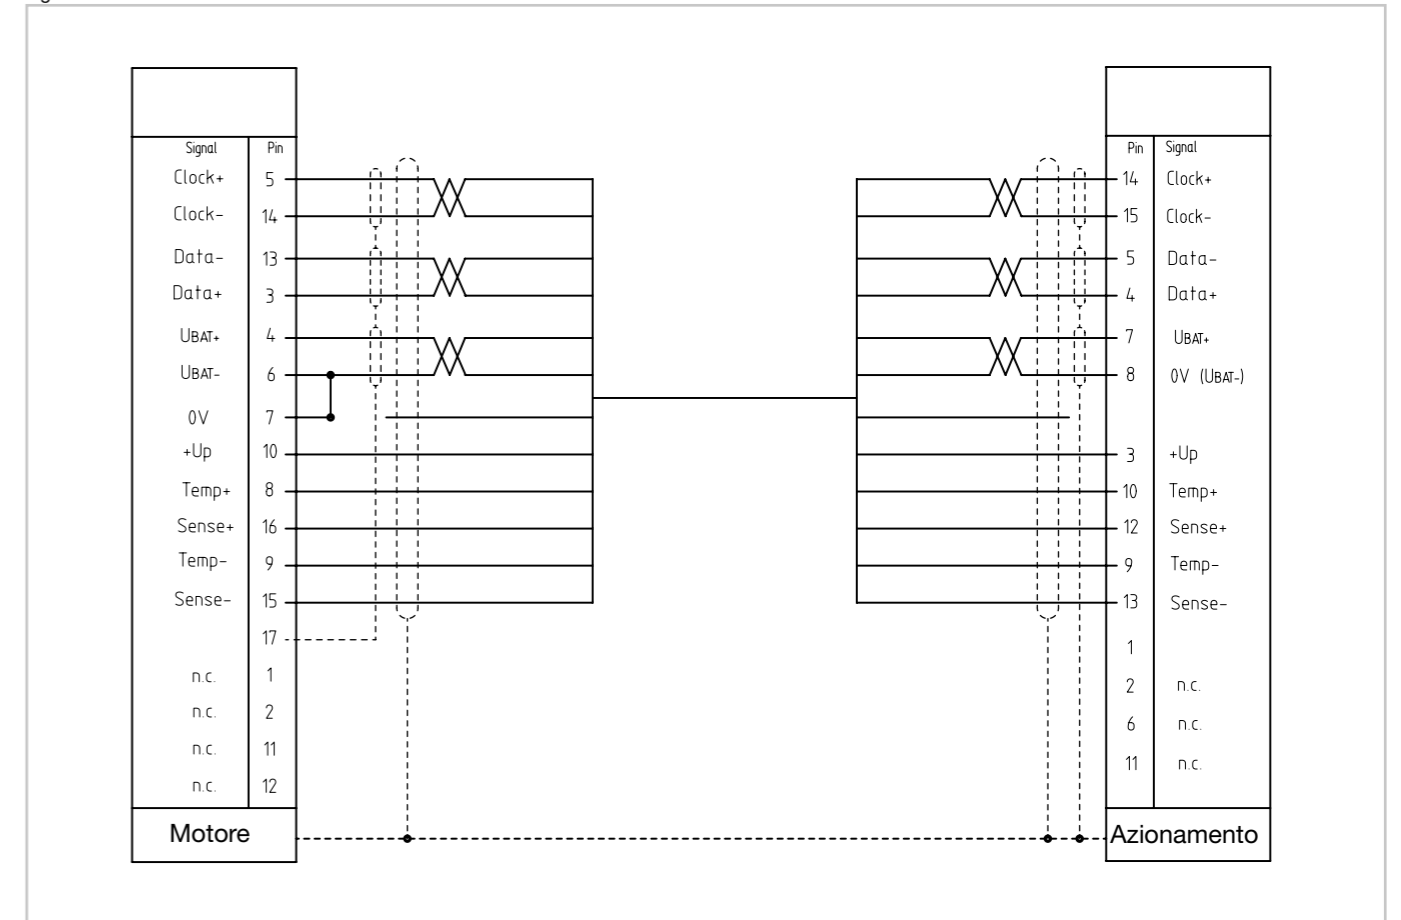 Signal Pin
Clock+ 5
Clock- 14
Data- 13
Data+ 3
UBAT+ 4
UBAT- 6
0V 7
+Up 10
Temp+ 8
Sense+ 16
Temp- 9
Sense- 15
17
n.c. 1
n.c. 2
n.c. 11
n.c. 12
Motore
Pin Signal
14 Clock+
15 Clock-
5 Data-
4 Data+
7 UBAT+
8 0V (UBAT-)
3 +Up
10 Temp+
12 Sense+
9 Temp-
13 Sense-
1
2 n.c.
6 n.c.
11 n.c.
Azionamento